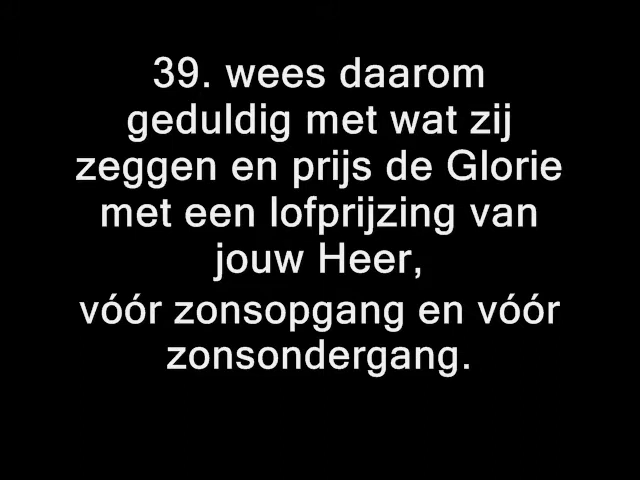 39. wees daarom
geduldig met wat zij
zeggen en prijs de Glorie
met een lofprijzing van
jouw Heer,
vóór zonsopgang en vóór
zonsondergang.